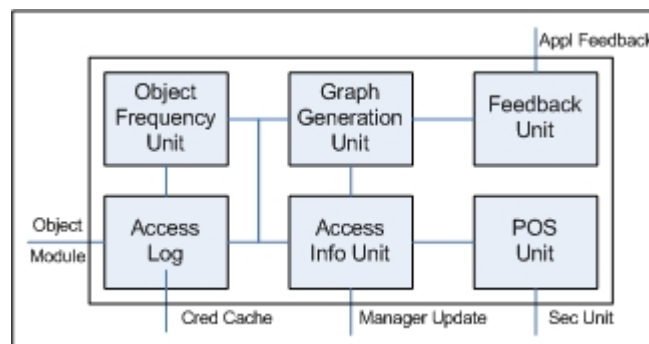 Appl Feedback
Object
Frequency
Unit
Graph
Generation
Unit
Feedback
Unit
Object
Module
Access
Log
Access
Info Unit
POS
Unit
Cred Cache
Manager Update
Sec Unit